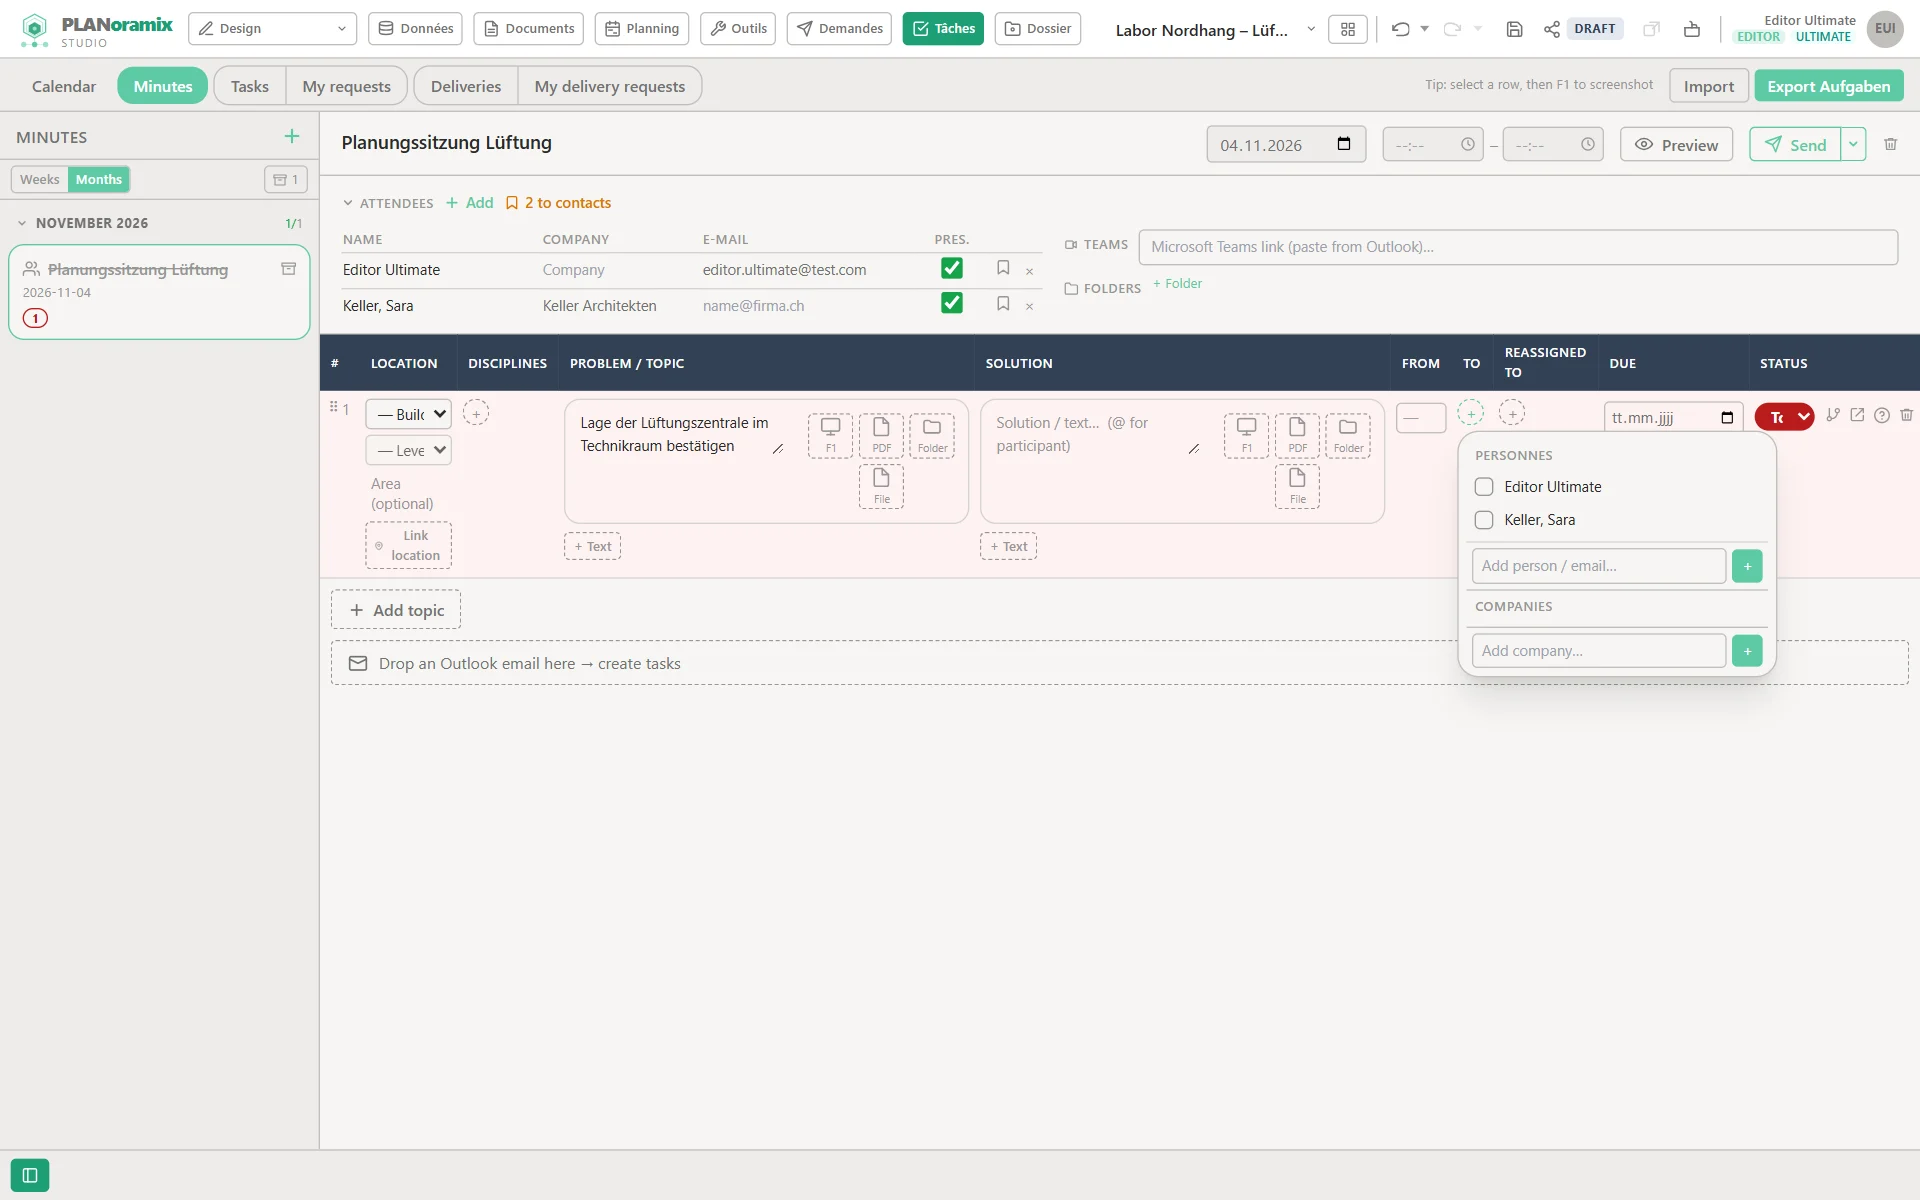 PLANoramix
STUDIO
Design
Données
Documents
Planning
Outils
Demandes
Tâches
Dossier
Labor Nordhang – Lüf...
DRAFT
Editor Ultimate
EDITOR ULTIMATE
EUI
Calendar
Minutes
Tasks
My requests
Deliveries
My delivery requests
Tip: select a row, then F1 to screenshot
Import
Export Aufgaben
MINUTES
Weeks
Months
1
NOVEMBER 2026
1/1
Planungssitzung Lüftung
2026-11-04
1
Planungssitzung Lüftung
04.11.2026
--:--
–
--:--
Preview
Send
ATTENDEES
+ Add
2 to contacts
NAME
COMPANY
E-MAIL
PRES.
Editor Ultimate
Company
editor.ultimate@test.com
×
Keller, Sara
Keller Architekten
name@firma.ch
×
TEAMS
Microsoft Teams link (paste from Outlook)...
FOLDERS
+ Folder
#
LOCATION
DISCIPLINES
PROBLEM / TOPIC
SOLUTION
FROM
TO
REASSIGNED
TO
DUE
STATUS
1
— Builc
— Leve
Area
(optional)
Link
location
+
Lage der Lüftungszentrale im
Technikraum bestätigen
F1
PDF
Folder
File
+ Text
Solution / text... (@ for
participant)
F1
PDF
Folder
File
+ Text
—
+
+
tt.mm.jjjj
Tc
PERSONNES
Editor Ultimate
Keller, Sara
Add person / email...
+
COMPANIES
Add company...
+
+ Add topic
Drop an Outlook email here → create tasks